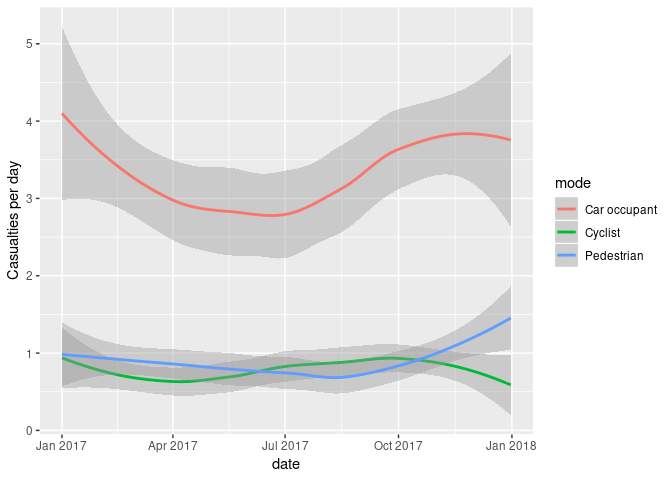 Casualties per day
5
4
3
2
1
0
Jan 2017
Apr 2017
Jul 2017
Oct 2017
Jan 2018
date
mode
Car occupant
Cyclist
Pedestrian